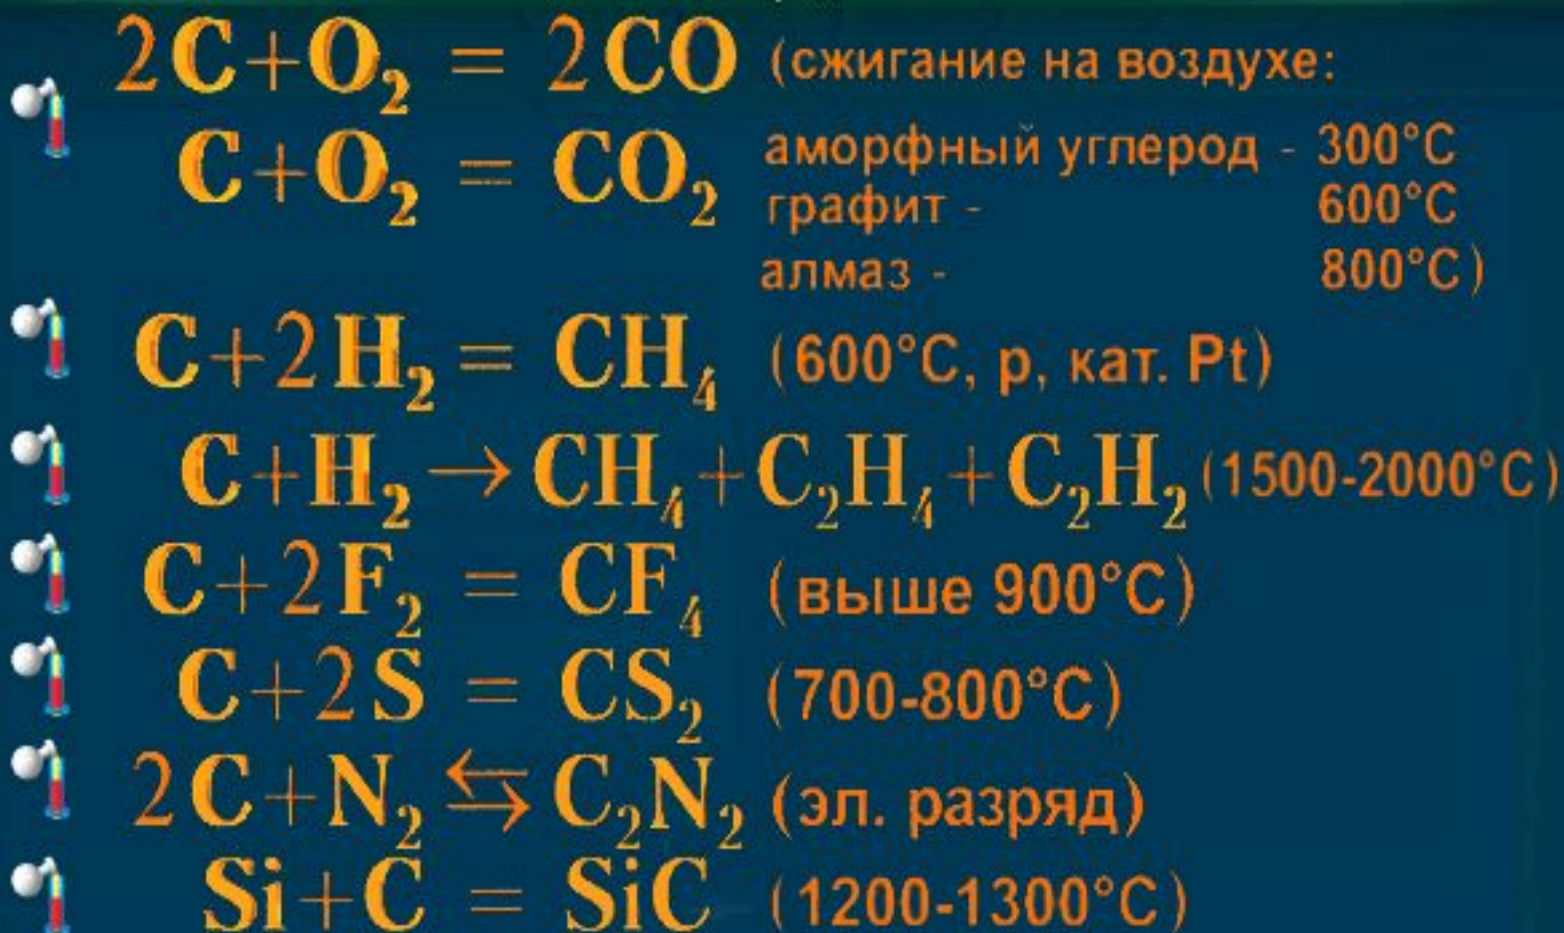 2C+O₂ = 2CO (сжигание на воздухе:
C+O₂ = CO₂ аморфный углерод - 300°C
графит - 600°C
алмаз - 800°C)
C+2H₂ = CH₄ (600°C, р, кат. Pt)
C+H₂ → CH₄+C₂H₄+C₂H₂ (1500-2000°C)
C+2F₂ = CF₄ (выше 900°C)
C+2S = CS₂ (700-800°C)
2C+N₂ ⇆ C₂N₂ (эл. разряд)
Si+C = SiC (1200-1300°C)